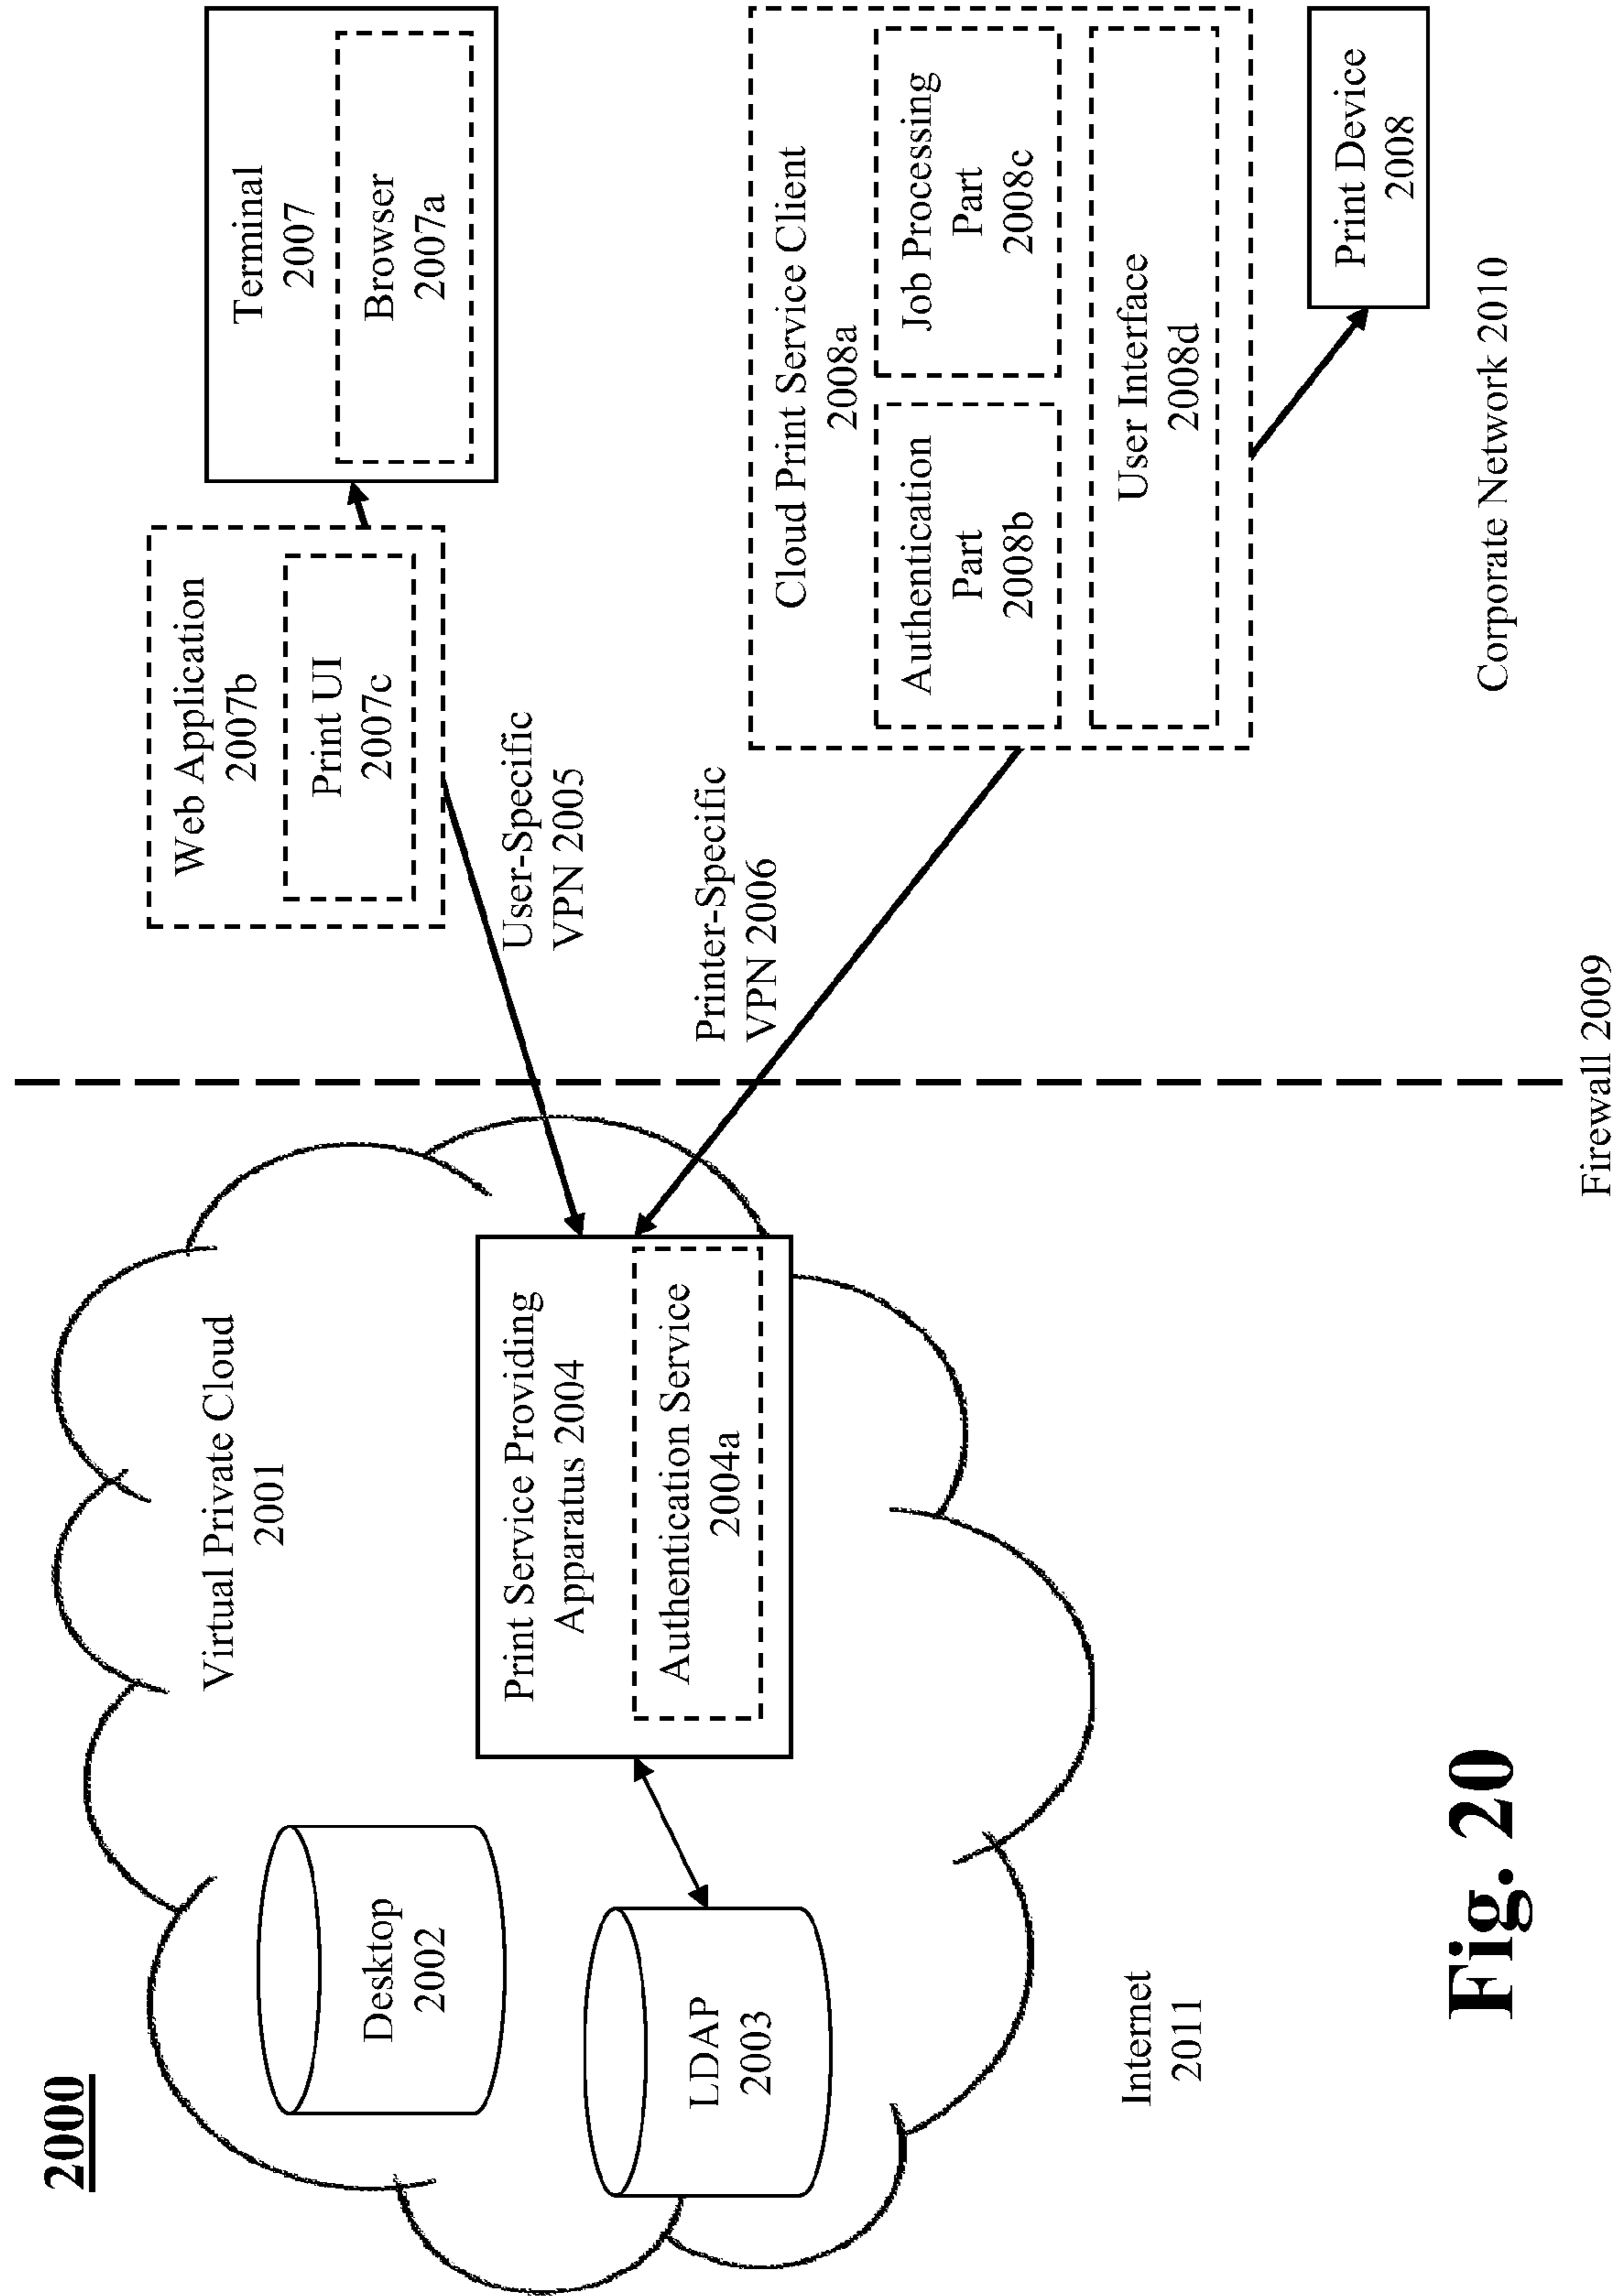 2000
Virtual Private Cloud
2001
Desktop
2002
LDAP
2003
Print Service Providing
Apparatus 2004
Authentication Service
2004a
Internet
2011
Web Application
2007b
Print UI
2007c
Terminal
2007
Browser
2007a
User-Specific
VPN 2005
Printer-Specific
VPN 2006
Cloud Print Service Client
2008a
Authentication
Part
2008b
Job Processing
Part
2008c
User Interface
2008d
Print Device
2008
Corporate Network 2010
Firewall 2009
Fig. 20